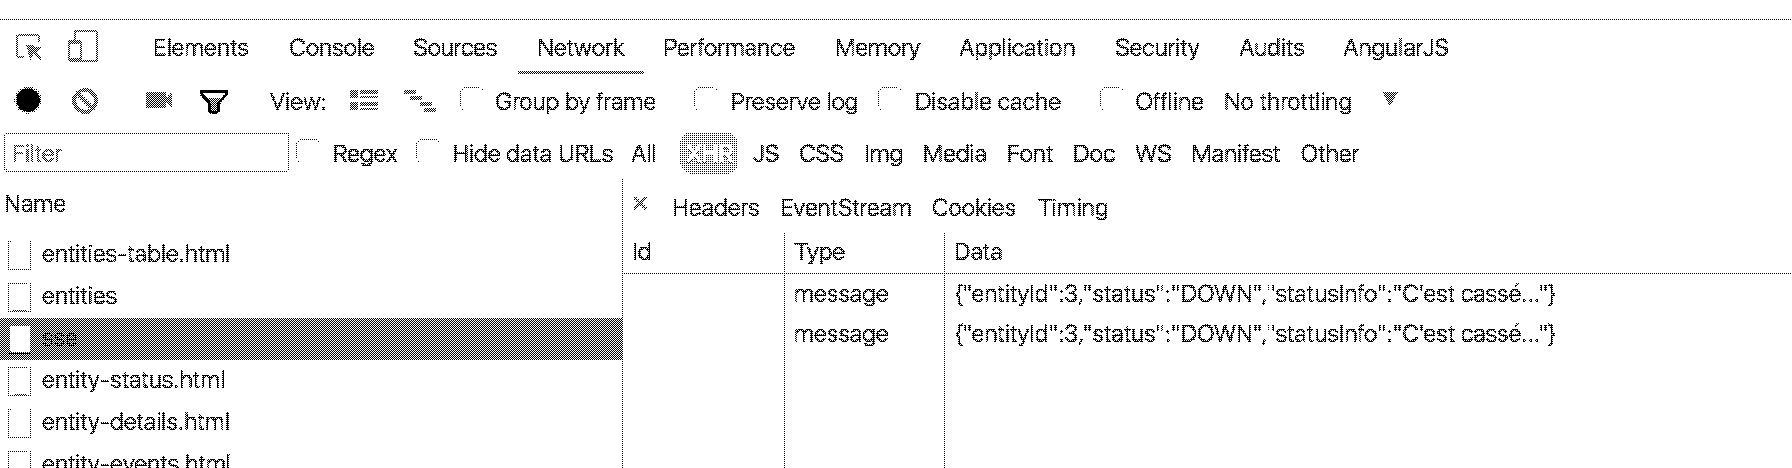 Elements Console Sources Network Performance Memory Application Security Audits AngularJS
View: Group by frame Preserve log Disable cache Offline No throttling
Filter Regex Hide data URLs All XHR JS CSS Img Media Font Doc WS Manifest Other
Name
Headers EventStream Cookies Timing
Id Type Data
entities-table.html
entities
sse
entity-status.html
entity-details.html
entity-events.html
message {"entityId":3,"status":"DOWN","statusInfo":"C'est cassé..."}
message {"entityId":3,"status":"DOWN","statusInfo":"C'est cassé..."}